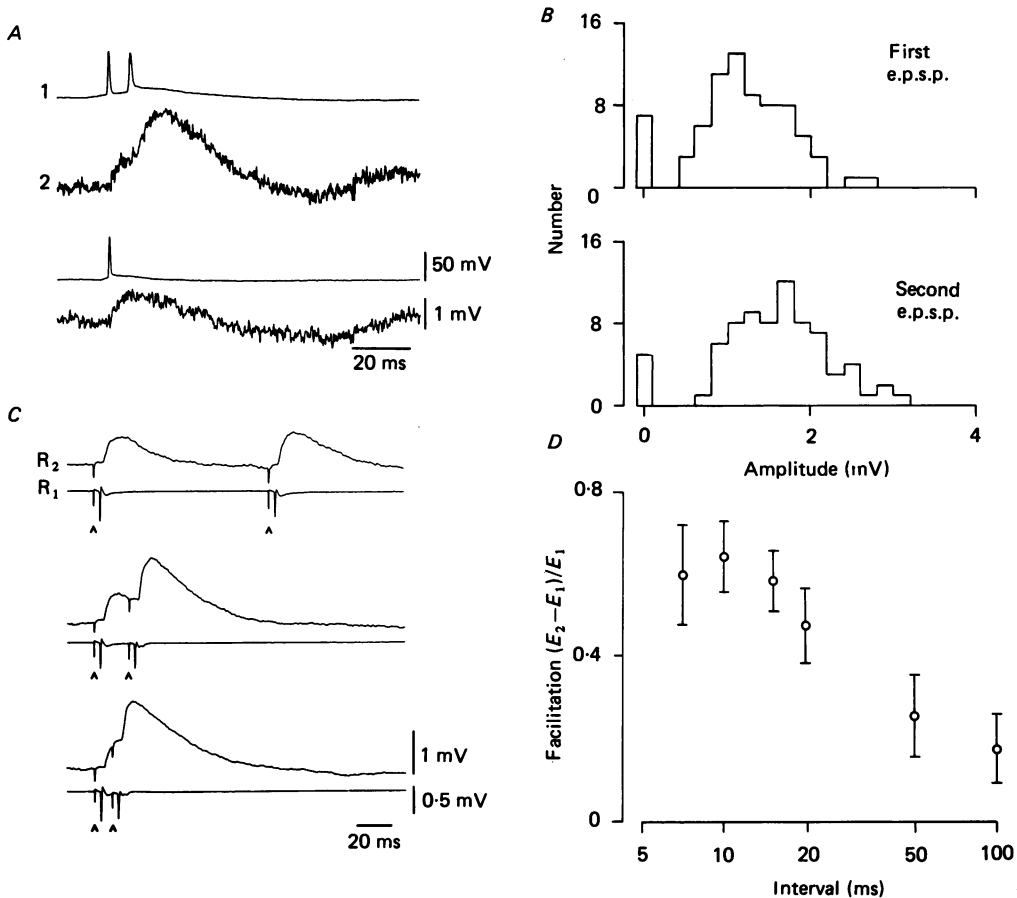 A
1
2
50 mV
1 mV
20 ms
B
16
8
0
First
e.p.s.p.
Number
4
16
8
0
Second
e.p.s.p.
0
2
4
Amplitude (mV)
C
R2
R1
^ ^
^ ^
^ ^
1 mV
0·5 mV
20 ms
D
0·8
0·4
0
Facilitation (E2−E1)/E1
5 10 20 50 100
Interval (ms)